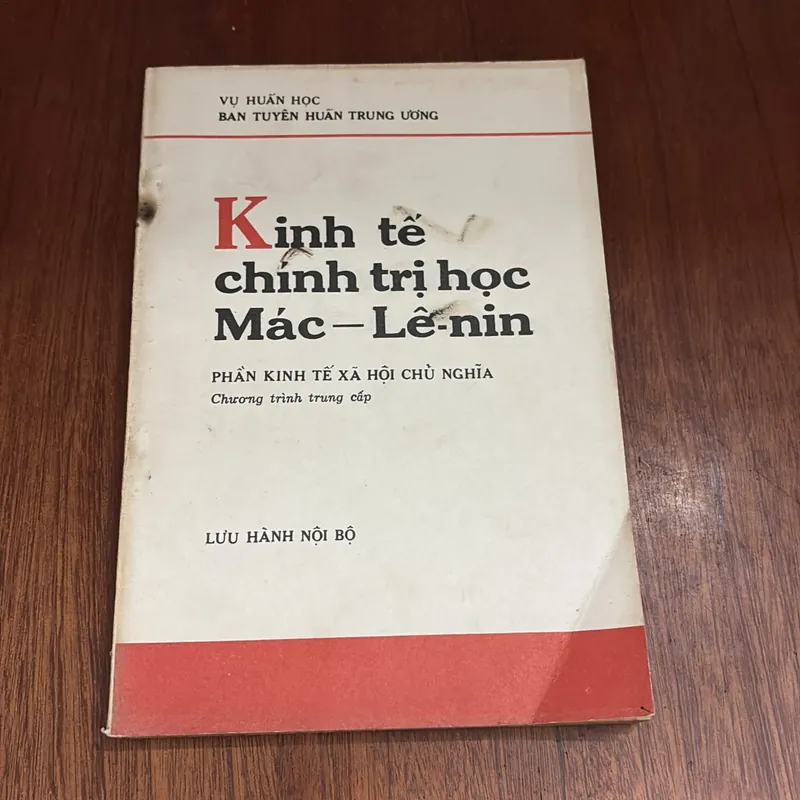 VỤ HUẤN HỌC
BAN TUYÊN HUẤN TRUNG ƯƠNG
Kinh tế
chính trị học
Mác – Lê-nin
PHẦN KINH TẾ XÃ HỘI CHỦ NGHĨA
Chương trình trung cấp
LƯU HÀNH NỘI BỘ